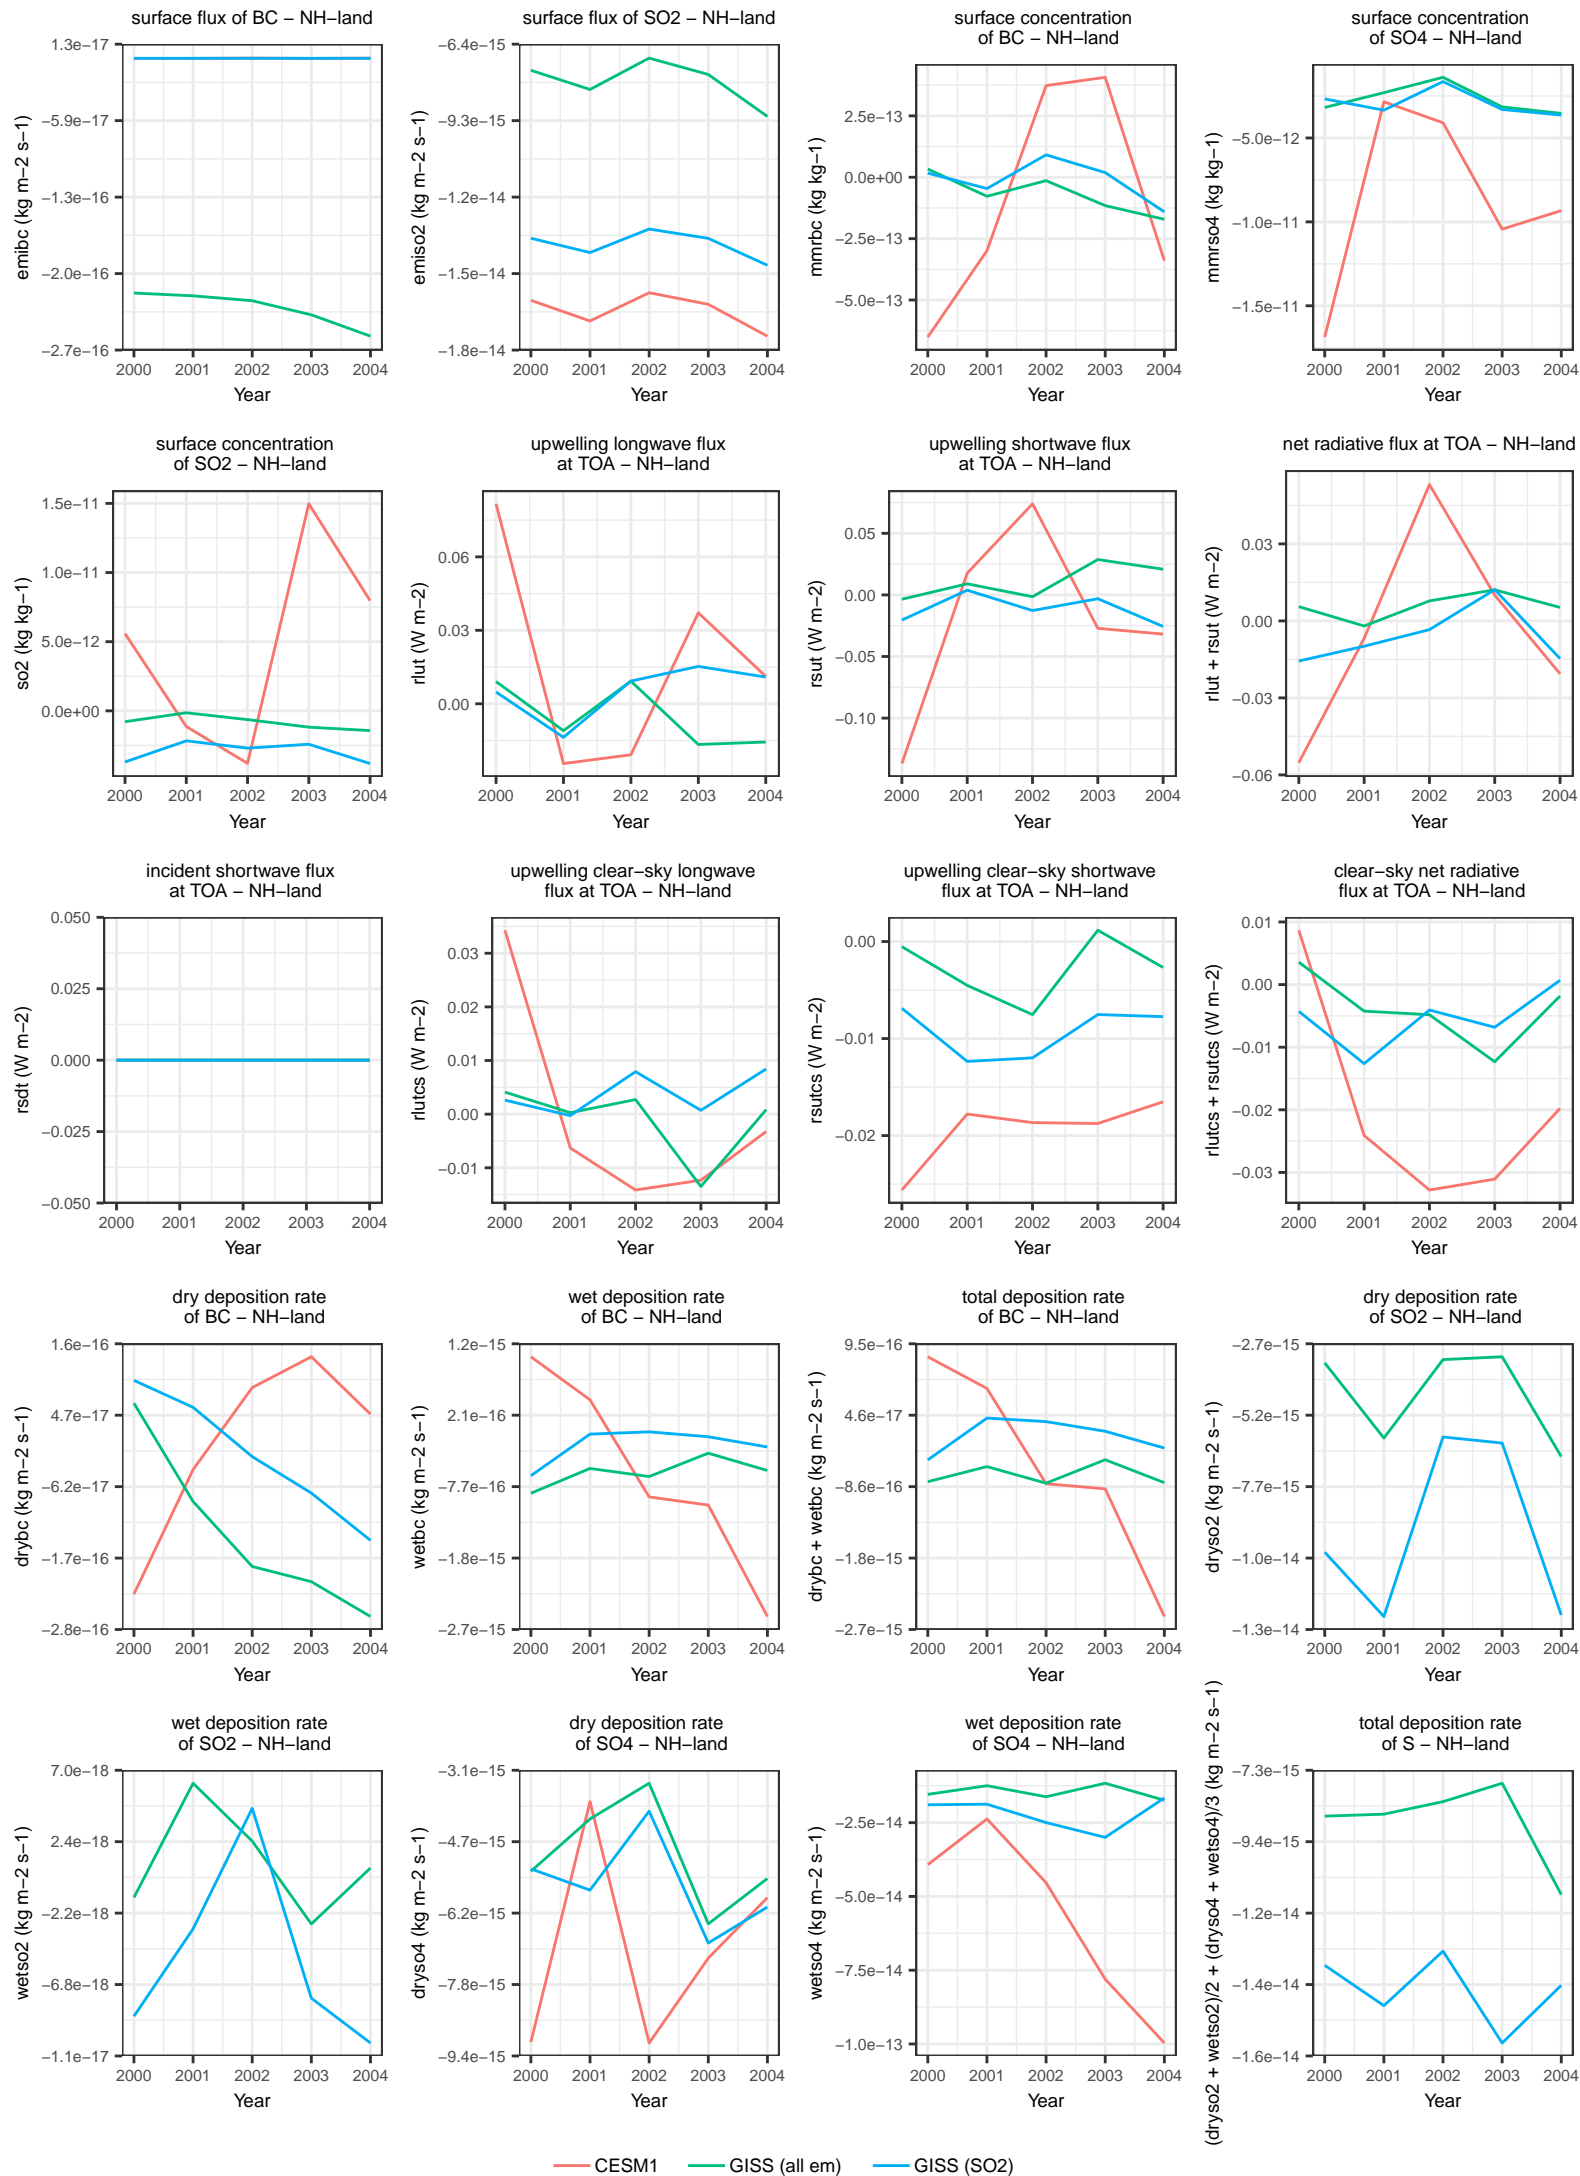 surface flux of BC − NH−land
1.3e−17
−5.9e−17
−1.3e−16
−2.0e−16
−2.7e−16
emibc (kg m−2 s−1)
2000 2001 2002 2003 2004
Year
surface flux of SO2 − NH−land
−6.4e−15
−9.3e−15
−1.2e−14
−1.5e−14
−1.8e−14
emiso2 (kg m−2 s−1)
2000 2001 2002 2003 2004
Year
surface concentration
of BC − NH−land
2.5e−13
0.0e+00
−2.5e−13
−5.0e−13
mmrbc (kg kg−1)
2000 2001 2002 2003 2004
Year
surface concentration
of SO4 − NH−land
−5.0e−12
−1.0e−11
−1.5e−11
mmrso4 (kg kg−1)
2000 2001 2002 2003 2004
Year
surface concentration
of SO2 − NH−land
1.5e−11
1.0e−11
5.0e−12
0.0e+00
so2 (kg kg−1)
2000 2001 2002 2003 2004
Year
upwelling longwave flux
at TOA − NH−land
0.06
0.03
0.00
rlut (W m−2)
2000 2001 2002 2003 2004
Year
upwelling shortwave flux
at TOA − NH−land
0.05
0.00
−0.05
−0.10
rsut (W m−2)
2000 2001 2002 2003 2004
Year
net radiative flux at TOA − NH−land
0.03
0.00
−0.03
−0.06
rlut + rsut (W m−2)
2000 2001 2002 2003 2004
Year
incident shortwave flux
at TOA − NH−land
0.050
0.025
0.000
−0.025
−0.050
rsdt (W m−2)
2000 2001 2002 2003 2004
Year
upwelling clear−sky longwave
flux at TOA − NH−land
0.03
0.02
0.01
0.00
−0.01
rlutcs (W m−2)
2000 2001 2002 2003 2004
Year
upwelling clear−sky shortwave
flux at TOA − NH−land
0.00
−0.01
−0.02
rsutcs (W m−2)
2000 2001 2002 2003 2004
Year
clear−sky net radiative
flux at TOA − NH−land
0.01
0.00
−0.01
−0.02
−0.03
rlutcs + rsutcs (W m−2)
2000 2001 2002 2003 2004
Year
dry deposition rate
of BC − NH−land
1.6e−16
4.7e−17
−6.2e−17
−1.7e−16
−2.8e−16
drybc (kg m−2 s−1)
2000 2001 2002 2003 2004
Year
wet deposition rate
of BC − NH−land
1.2e−15
2.1e−16
−7.7e−16
−1.8e−15
−2.7e−15
wetbc (kg m−2 s−1)
2000 2001 2002 2003 2004
Year
total deposition rate
of BC − NH−land
9.5e−16
4.6e−17
−8.6e−16
−1.8e−15
−2.7e−15
drybc + wetbc (kg m−2 s−1)
2000 2001 2002 2003 2004
Year
dry deposition rate
of SO2 − NH−land
−2.7e−15
−5.2e−15
−7.7e−15
−1.0e−14
−1.3e−14
dryso2 (kg m−2 s−1)
2000 2001 2002 2003 2004
Year
wet deposition rate
of SO2 − NH−land
7.0e−18
2.4e−18
−2.2e−18
−6.8e−18
−1.1e−17
wetso2 (kg m−2 s−1)
2000 2001 2002 2003 2004
Year
dry deposition rate
of SO4 − NH−land
−3.1e−15
−4.7e−15
−6.2e−15
−7.8e−15
−9.4e−15
dryso4 (kg m−2 s−1)
2000 2001 2002 2003 2004
Year
wet deposition rate
of SO4 − NH−land
−2.5e−14
−5.0e−14
−7.5e−14
−1.0e−13
wetso4 (kg m−2 s−1)
2000 2001 2002 2003 2004
Year
total deposition rate
of S − NH−land
−7.3e−15
−9.4e−15
−1.2e−14
−1.4e−14
−1.6e−14
(dryso2 + wetso2)/2 + (dryso4 + wetso4)/3 (kg m−2 s−1)
2000 2001 2002 2003 2004
Year
CESM1 GISS (all em) GISS (SO2)